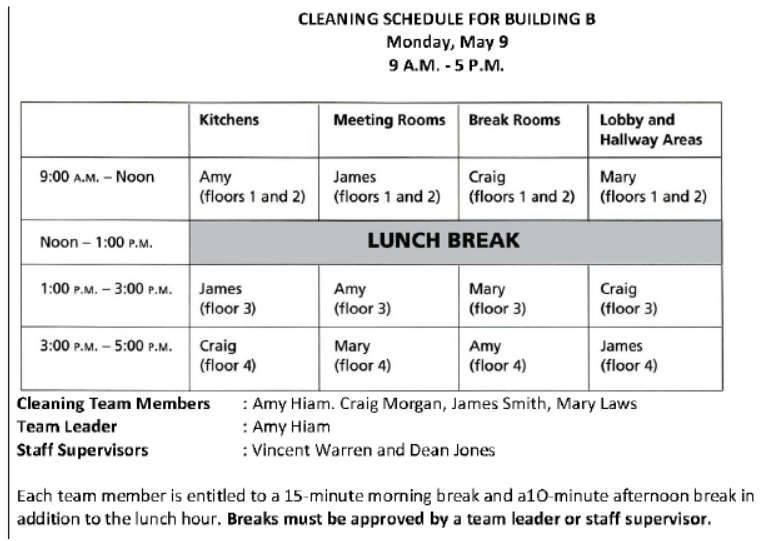 CLEANING SCHEDULE FOR BUILDING B
Monday, May 9
9 A.M. - 5 P.M.
Kitchens Meeting Rooms Break Rooms Lobby and
Hallway Areas
9:00 A.M. – Noon Amy James Craig Mary
(floors 1 and 2) (floors 1 and 2) (floors 1 and 2) (floors 1 and 2)
Noon – 1:00 P.M. LUNCH BREAK
1:00 P.M. – 3:00 P.M. James Amy Mary Craig
(floor 3) (floor 3) (floor 3) (floor 3)
3:00 P.M. – 5:00 P.M. Craig Mary Amy James
(floor 4) (floor 4) (floor 4) (floor 4)
Cleaning Team Members : Amy Hiam. Craig Morgan, James Smith, Mary Laws
Team Leader : Amy Hiam
Staff Supervisors : Vincent Warren and Dean Jones
Each team member is entitled to a 15-minute morning break and a1O-minute afternoon break in
addition to the lunch hour. Breaks must be approved by a team leader or staff supervisor.